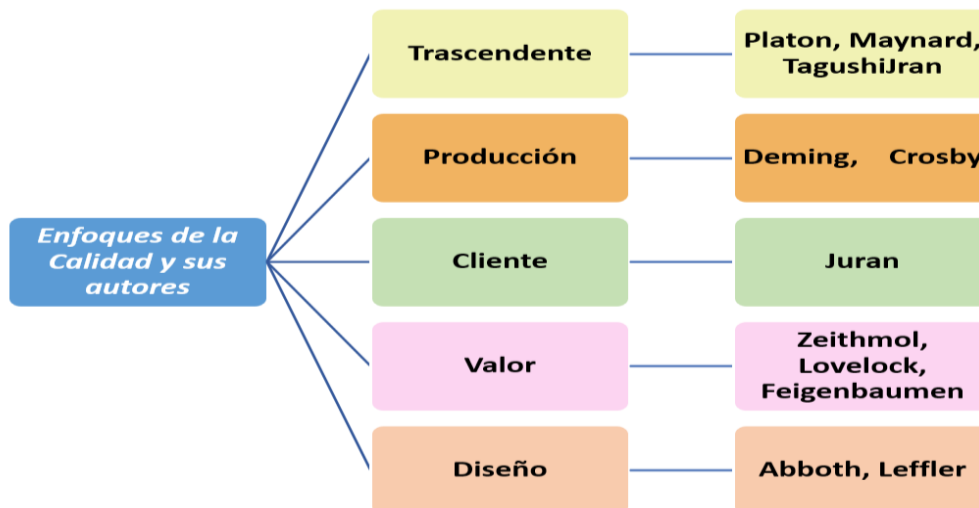 Trascendente
Platon, Maynard,
TagushiJran
Producción
Deming, Crosby
Enfoques de la
Calidad y sus
autores
Cliente
Juran
Valor
Zeithmol,
Lovelock,
Feigenbaumen
Diseño
Abboth, Leffler